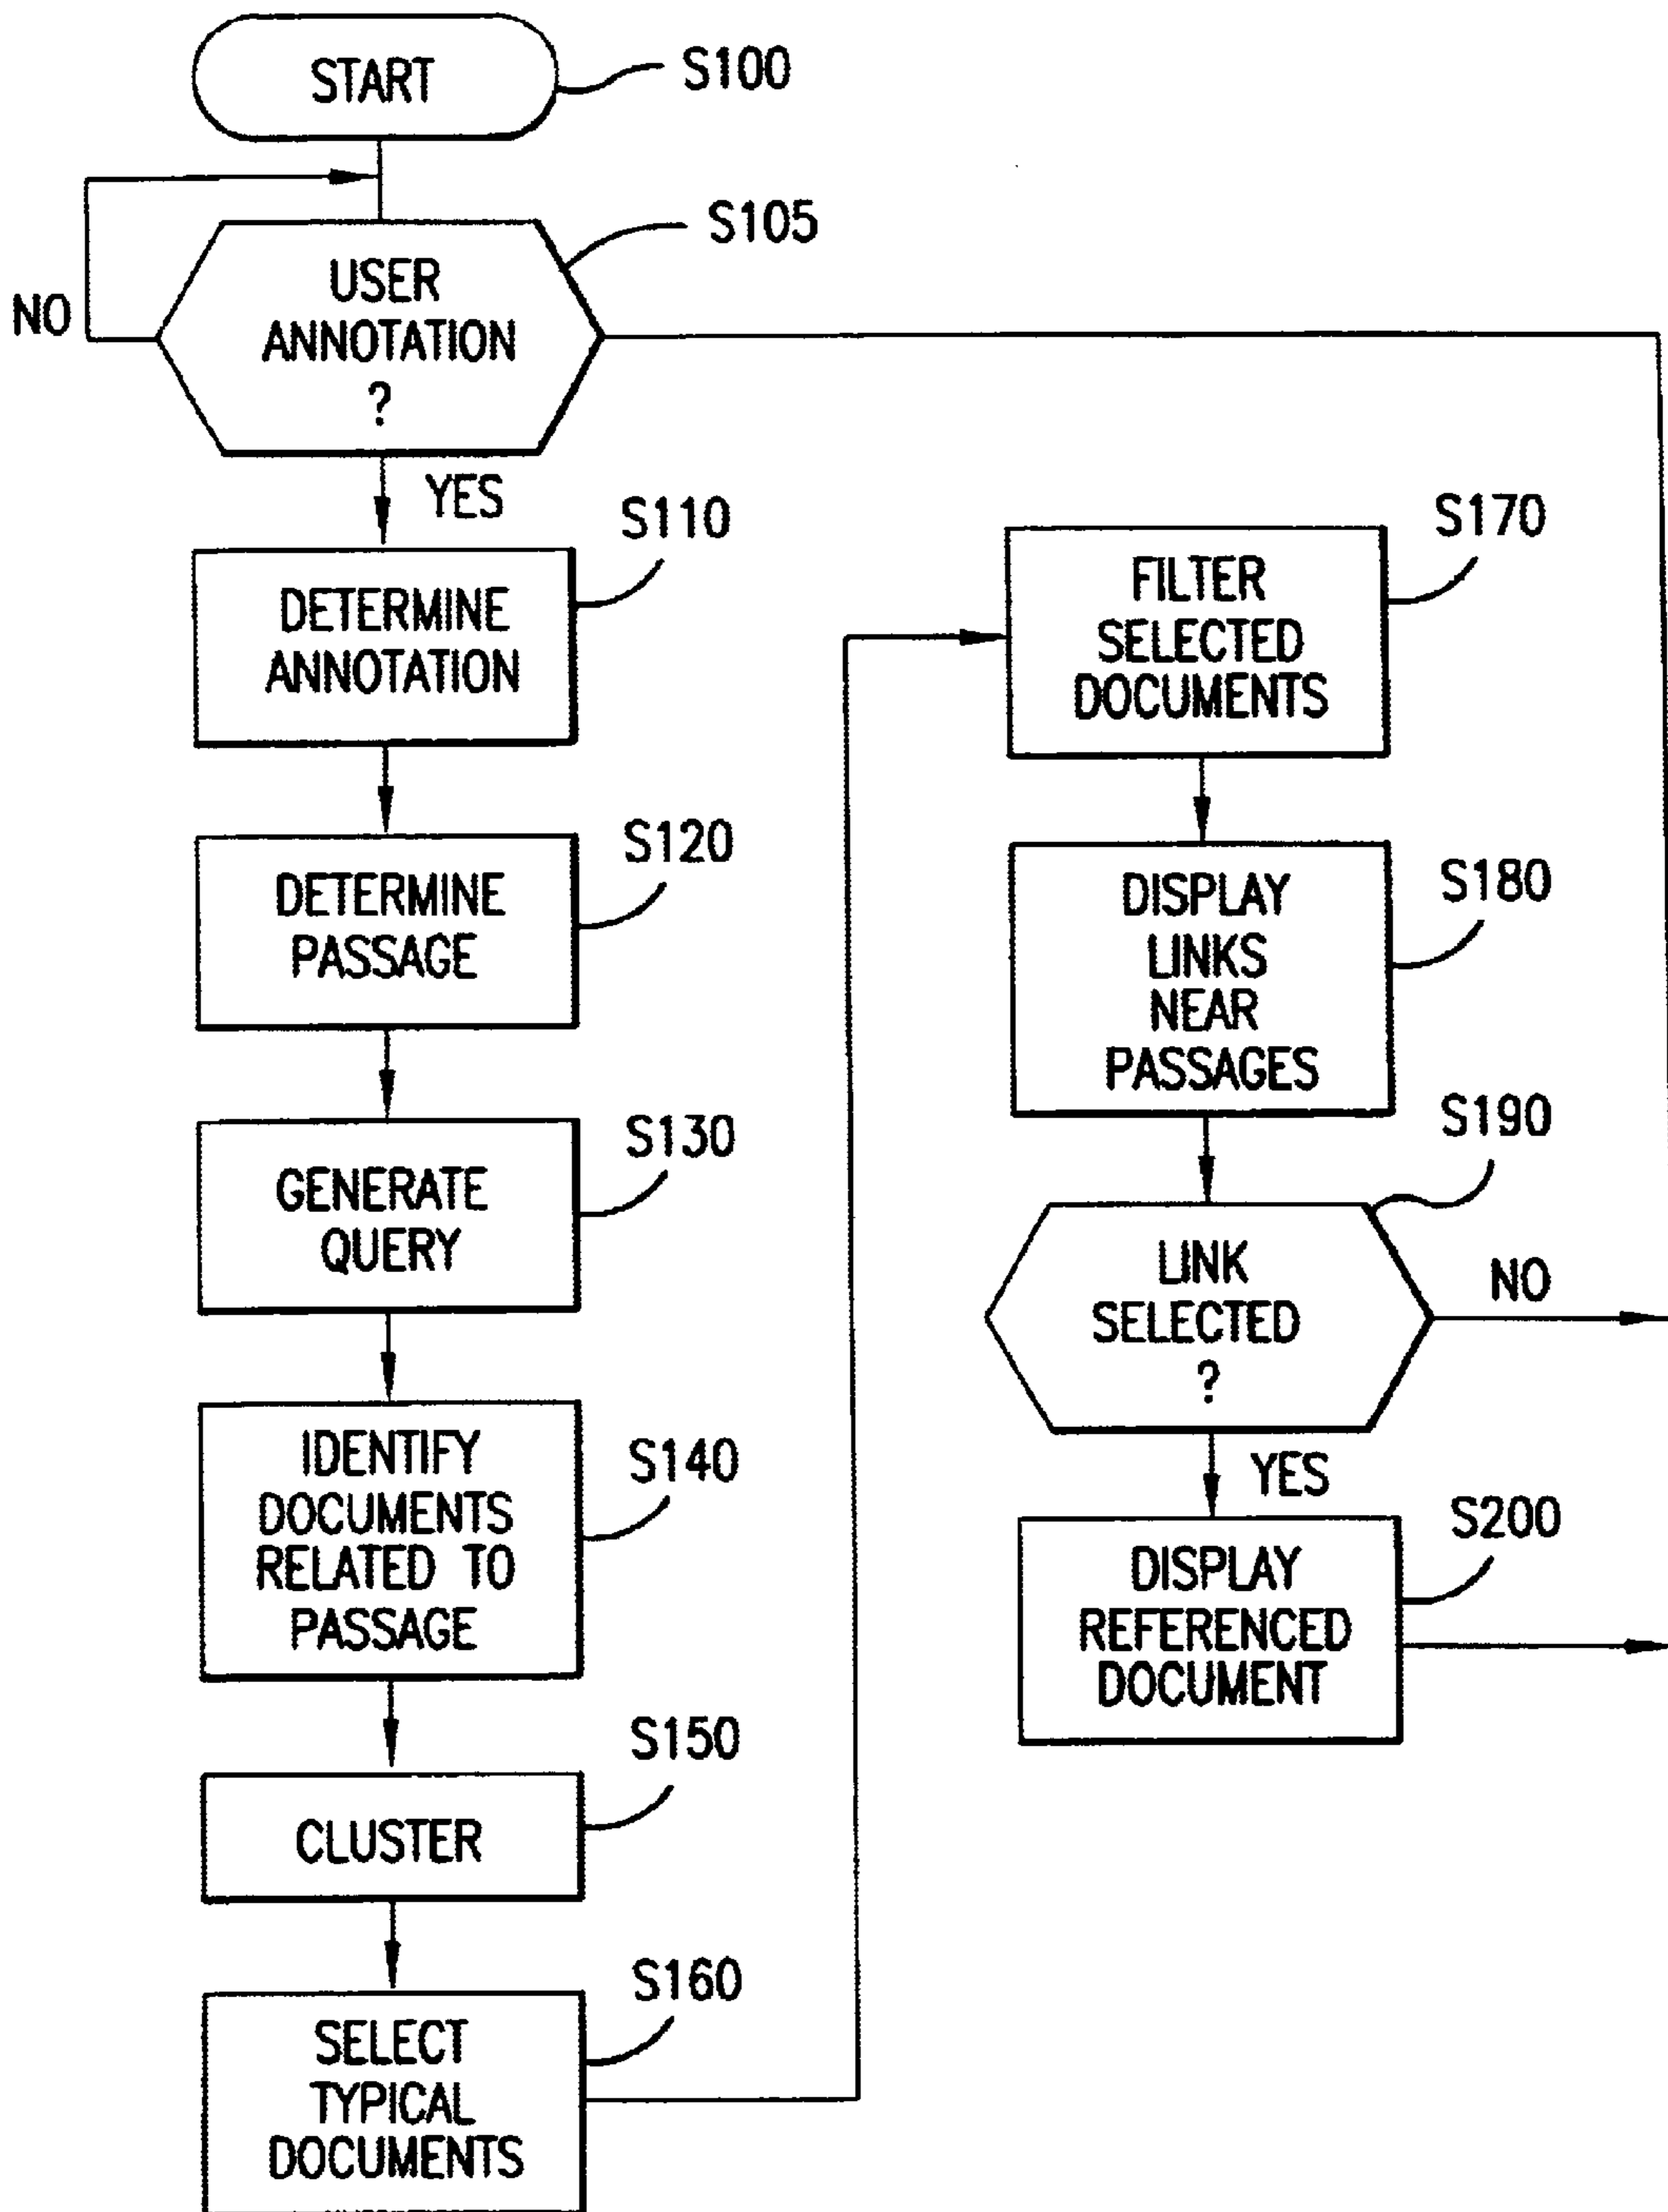 START
S100
S105
USER
ANNOTATION
?
NO
YES
S110
DETERMINE
ANNOTATION
S120
DETERMINE
PASSAGE
S130
GENERATE
QUERY
S140
IDENTIFY
DOCUMENTS
RELATED TO
PASSAGE
S150
CLUSTER
S160
SELECT
TYPICAL
DOCUMENTS
S170
FILTER
SELECTED
DOCUMENTS
S180
DISPLAY
LINKS
NEAR
PASSAGES
S190
LINK
SELECTED
?
NO
YES
S200
DISPLAY
REFERENCED
DOCUMENT